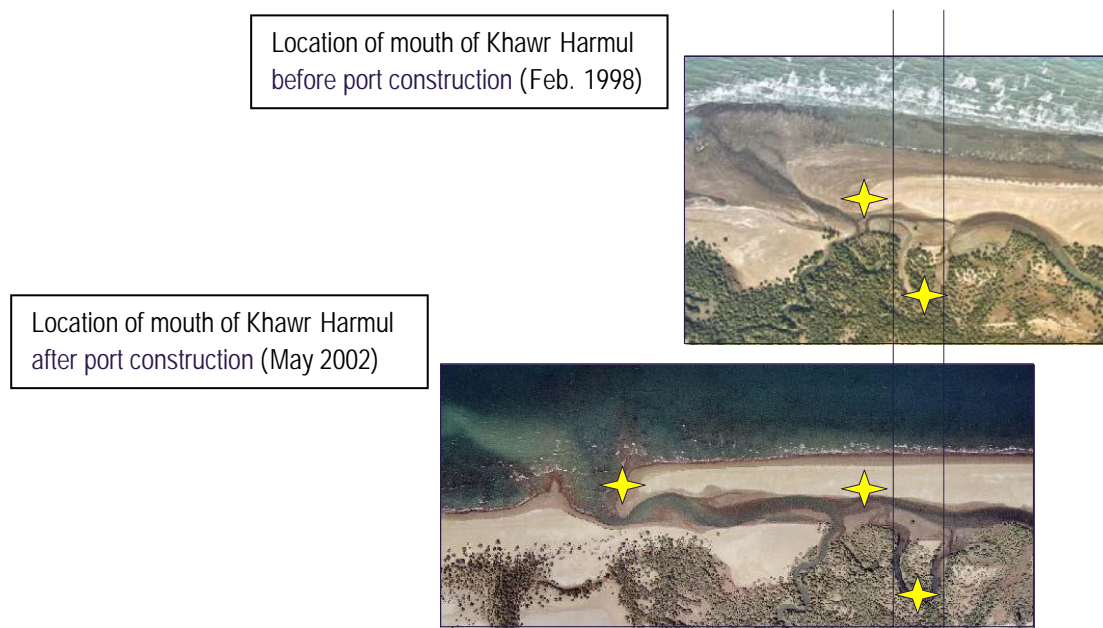 Location of mouth of Khawr Harmul
before port construction (Feb. 1998)
Location of mouth of Khawr Harmul
after port construction (May 2002)